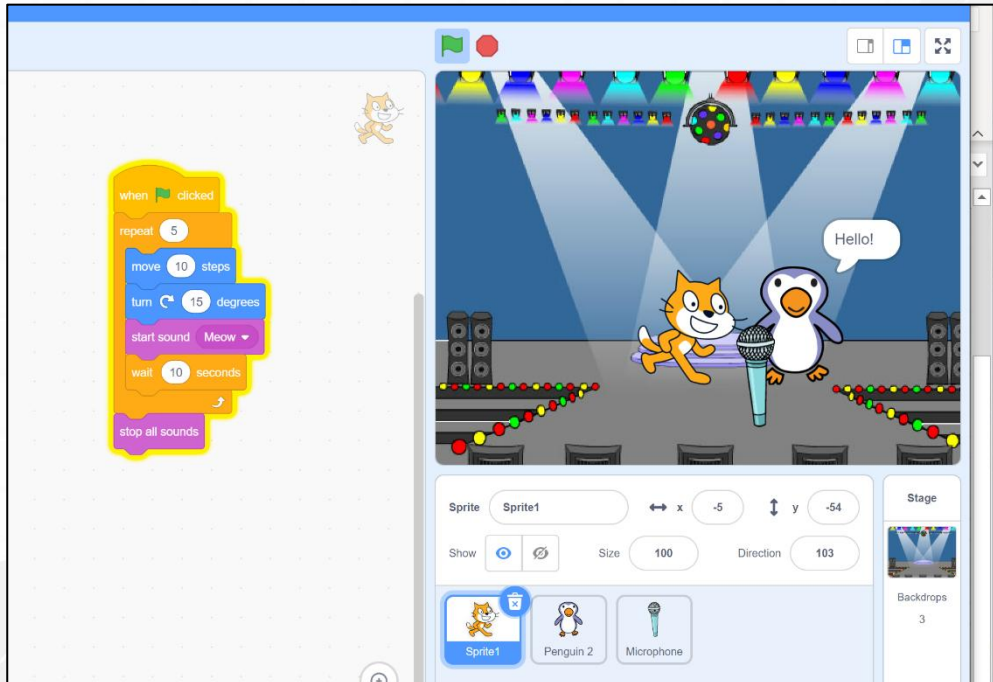 when clicked
repeat 5
move 10 steps
turn 15 degrees
start sound Meow
wait 10 seconds
stop all sounds
Hello!
Sprite Sprite1 x -5 y -54
Show Size 100 Direction 103
Sprite1 Penguin 2 Microphone
Stage
Backdrops
3